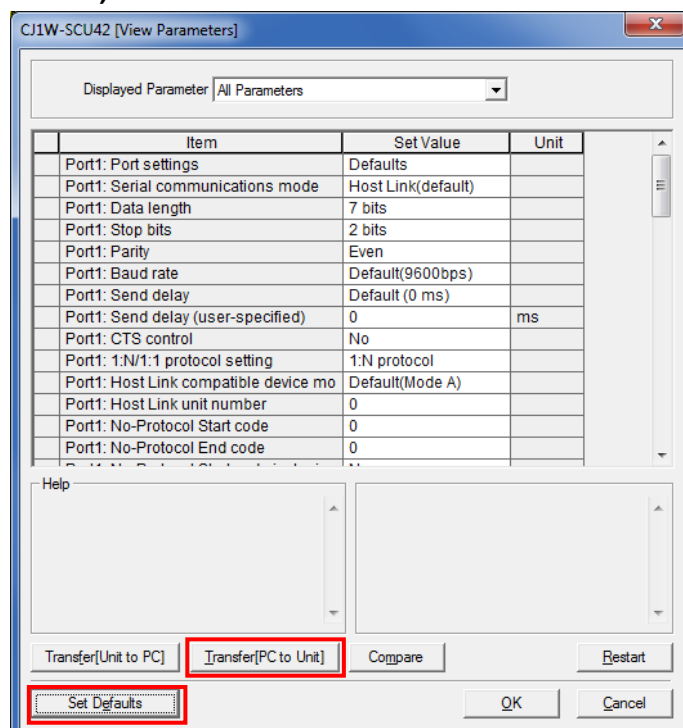 )
CJ1W-SCU42 [View Parameters]
Displayed Parameter All Parameters
Item Set Value Unit
Port1: Port settings Defaults
Port1: Serial communications mode Host Link(default)
Port1: Data length 7 bits
Port1: Stop bits 2 bits
Port1: Parity Even
Port1: Baud rate Default(9600bps)
Port1: Send delay Default (0 ms)
Port1: Send delay (user-specified) 0 ms
Port1: CTS control No
Port1: 1:N/1:1 protocol setting 1:N protocol
Port1: Host Link compatible device mo Default(Mode A)
Port1: Host Link unit number 0
Port1: No-Protocol Start code 0
Port1: No-Protocol End code 0
Help
Transfer[Unit to PC] Transfer[PC to Unit] Compare Restart
Set Defaults OK Cancel